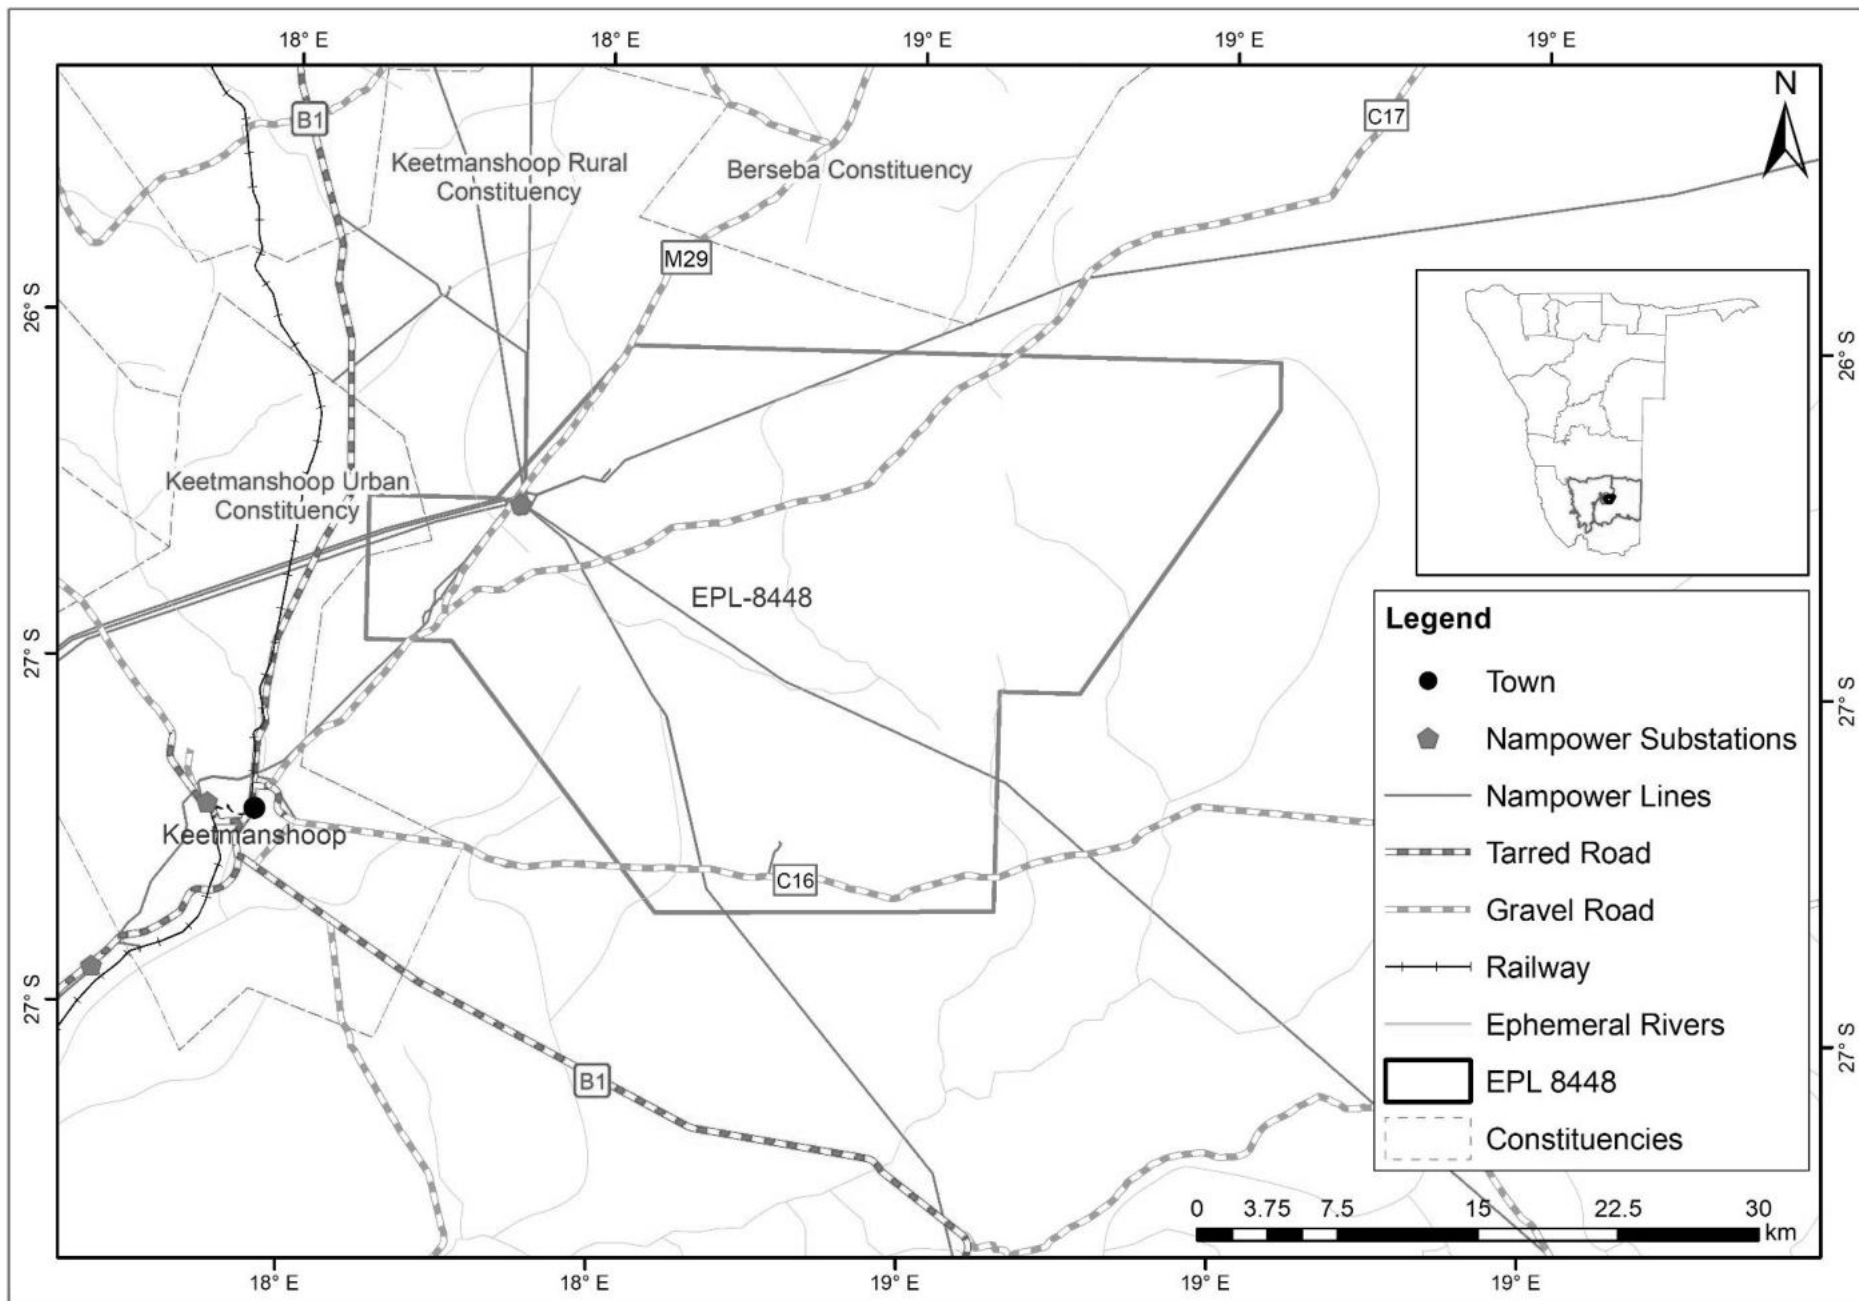 18° E
18° E
19° E
19° E
19° E
N
B1
C17
Keetmanshoop Rural
Constituency
Berseba Constituency
M29
26° S
26° S
Keetmanshoop Urban
Constituency
EPL-8448
27° S
27° S
Keetmanshoop
C16
27° S
27° S
B1
Legend
Town
Nampower Substations
Nampower Lines
Tarred Road
Gravel Road
Railway
Ephemeral Rivers
EPL 8448
Constituencies
0 3.75 7.5 15 22.5 30
km
18° E
18° E
19° E
19° E
19° E